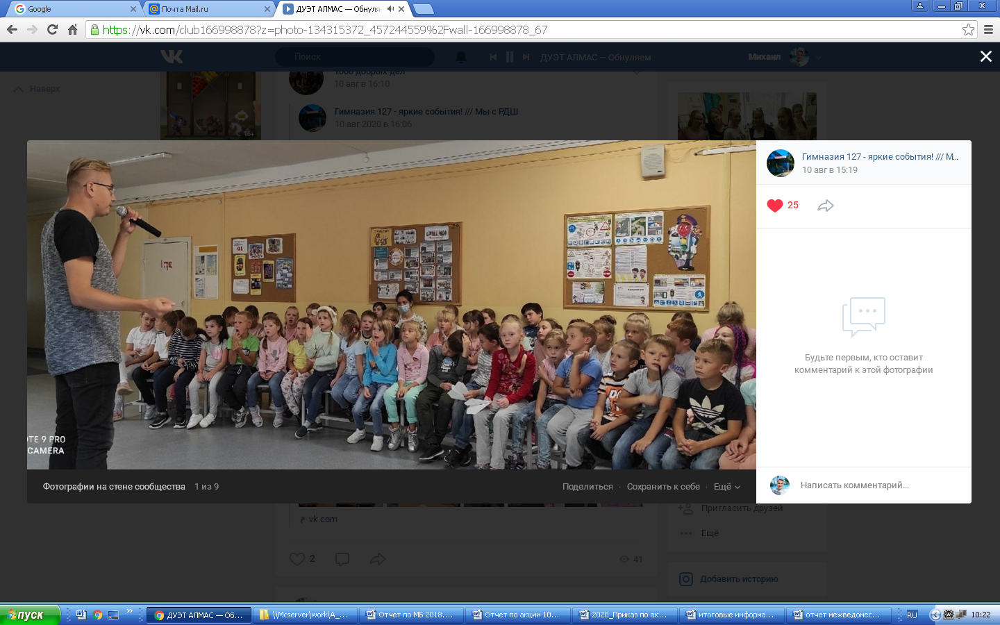 Google
Почта Mail.ru
ДУЭТ АЛМАС — Обнуля
https://vk.com/club166998878?z=photo-134315372_457244559%2Fwall-166998878_67
Поиск
ДУЭТ АЛМАС — Обнуляем
Михаил
Наверх
1000 добрых дел
10 авг в 16:10
Гимназия 127 - яркие события! /// Мы с РДШ
10 авг 2020 в 16:06
16+
Гимназия 127 - яркие события! /// М...
10 авг в 15:19
25
Будьте первым, кто оставит
комментарий к этой фотографии
OTE 9 PRO
CAMERA
Фотографии на стене сообщества 1 из 9
Поделиться · Сохранить к себе · Ещё
Написать комментарий...
vk.com
Пригласить друзей
Ещё
2
41
Добавить историю
пуск
»
ДУЭТ АЛМАС — Об...
\\Mcserver\work\А_...
Отчет по МБ 2018....
Отчет по акции 10...
2020_Приказ по ак...
итоговые информа...
отчет межведомес...
RU
10:22